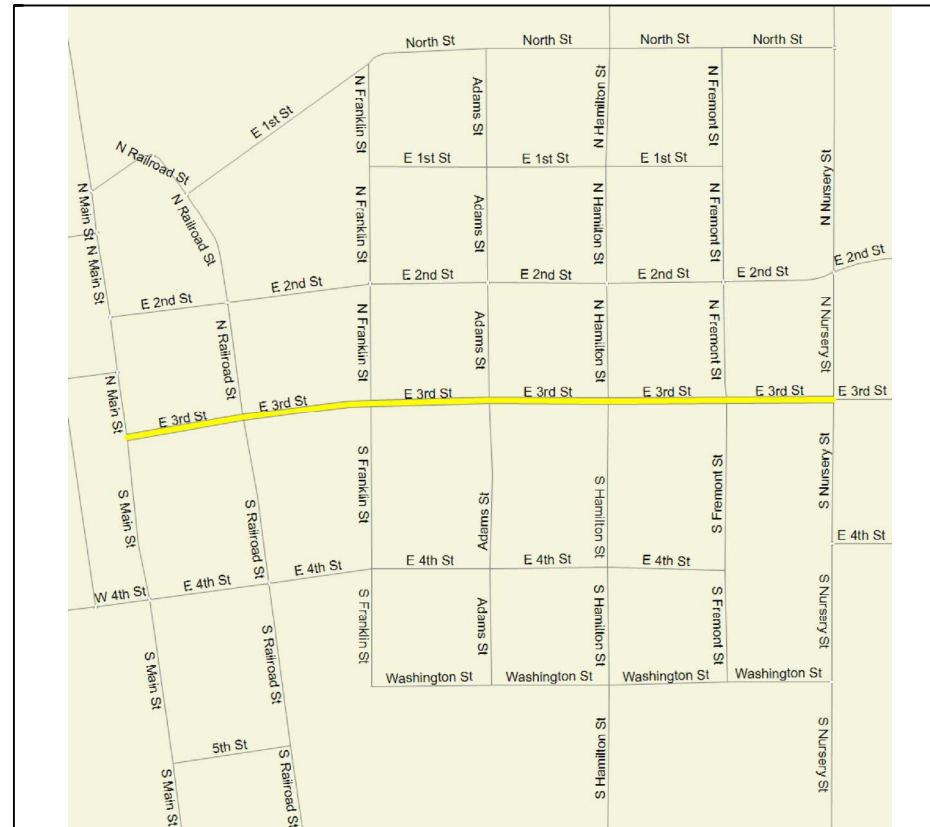 North St
North St
North St
North St
E 1st St
N Franklin St
Adams St
N Hamilton St
N Fremont St
N Railroad St
E 1st St
E 1st St
E 1st St
N Nursery St
N Main St
N Railroad St
N Franklin St
Adams St
N Hamilton St
N Fremont St
N Main St
E 2nd St
E 2nd St
E 2nd St
E 2nd St
E 2nd St
E 2nd St
E 2nd St
N Railroad St
N Franklin St
Adams St
N Hamilton St
N Fremont St
N Nursery St
N Main St
E 3rd St
E 3rd St
E 3rd St
E 3rd St
E 3rd St
E 3rd St
E 3rd St
S Main St
S Railroad St
S Franklin St
Adams St
S Hamilton St
S Fremont St
S Nursery St
E 4th St
W 4th St
E 4th St
E 4th St
E 4th St
E 4th St
E 4th St
S Main St
S Railroad St
S Franklin St
Adams St
S Hamilton St
S Fremont St
S Nursery St
Washington St
Washington St
Washington St
Washington St
5th St
S Main St
S Railroad St
S Hamilton St
S Nursery St